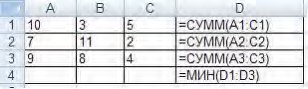 A B C D
1 10 3 5 =СУММ(A1:C1)
2 7 11 2 =СУММ(A2:C2)
3 9 8 4 =СУММ(A3:C3)
4 =МИН(D1:D3)